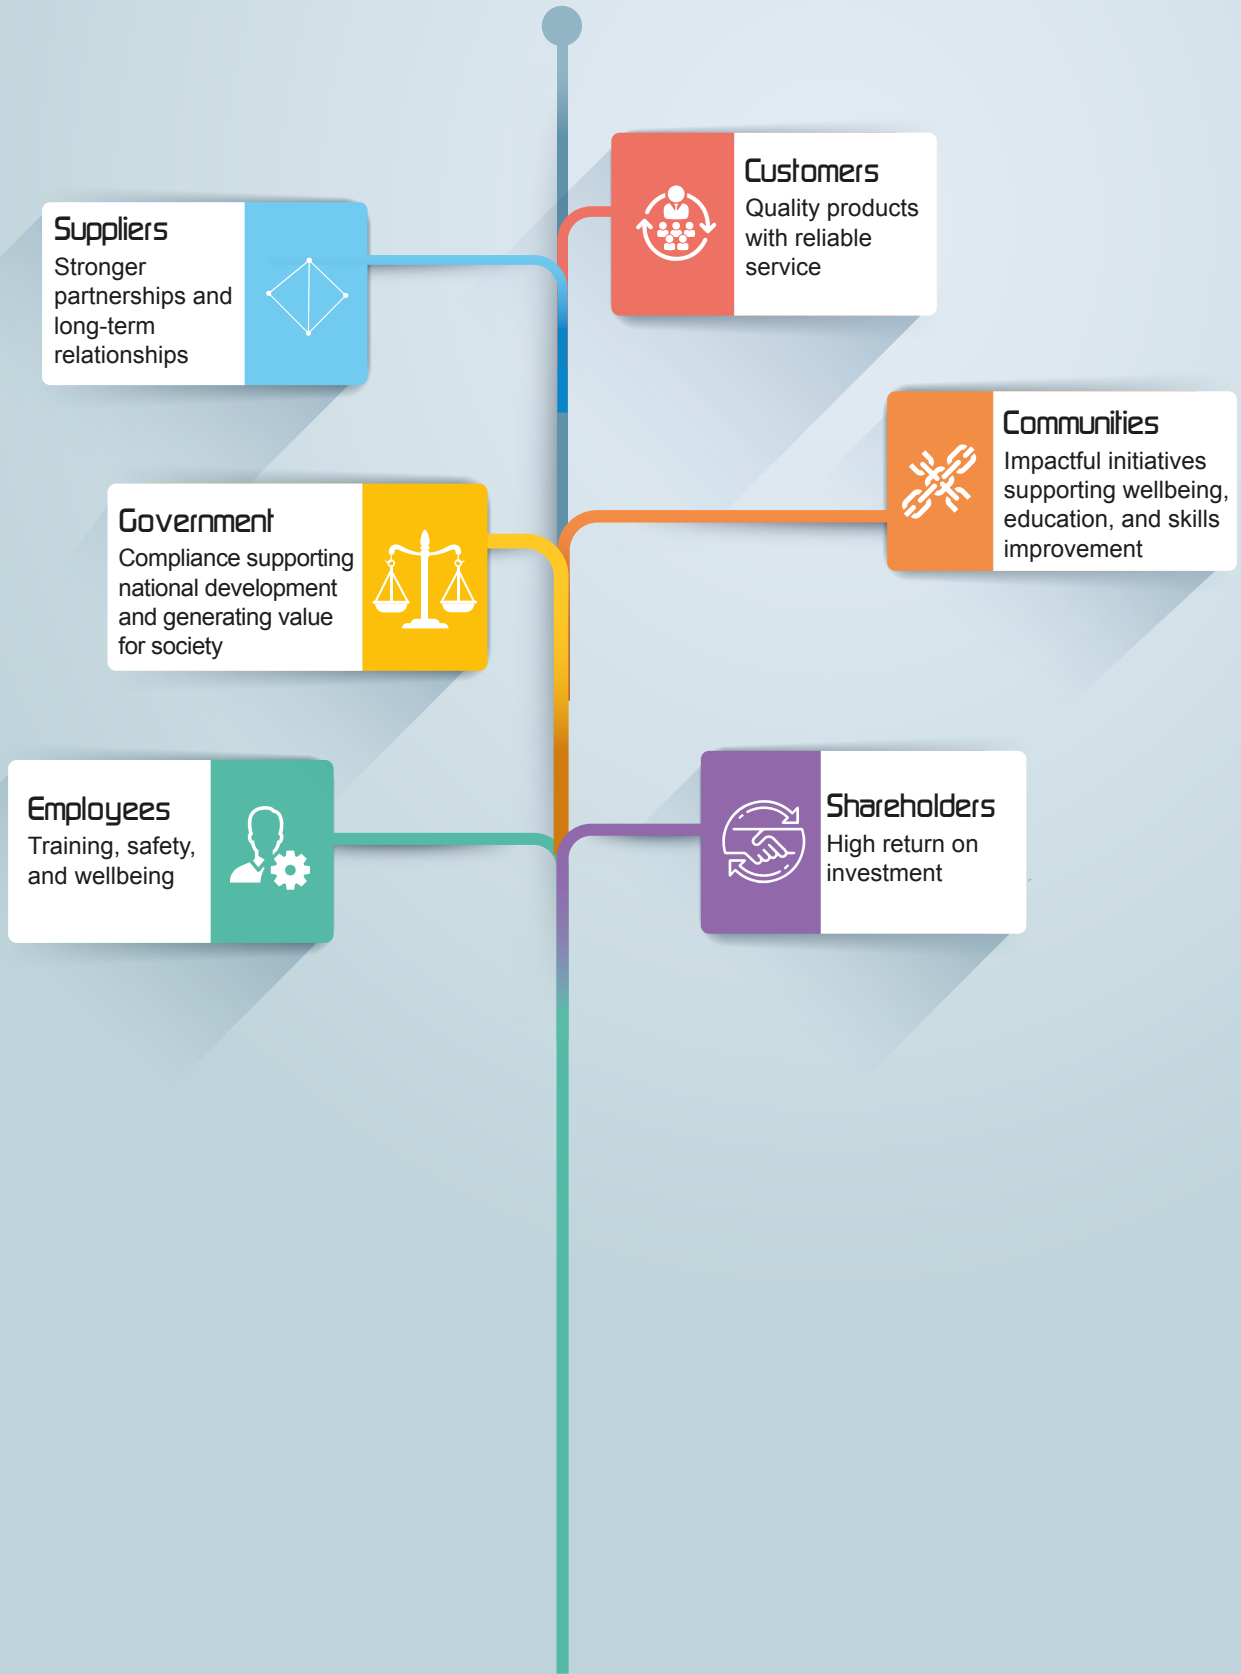 Customers
Quality products
with reliable
service
Suppliers
Stronger
partnerships and
long-term
relationships
Communities
Impactful initiatives
supporting wellbeing,
education, and skills
improvement
Government
Compliance supporting
national development
and generating value
for society
Employees
Training, safety,
and wellbeing
Shareholders
High return on
investment